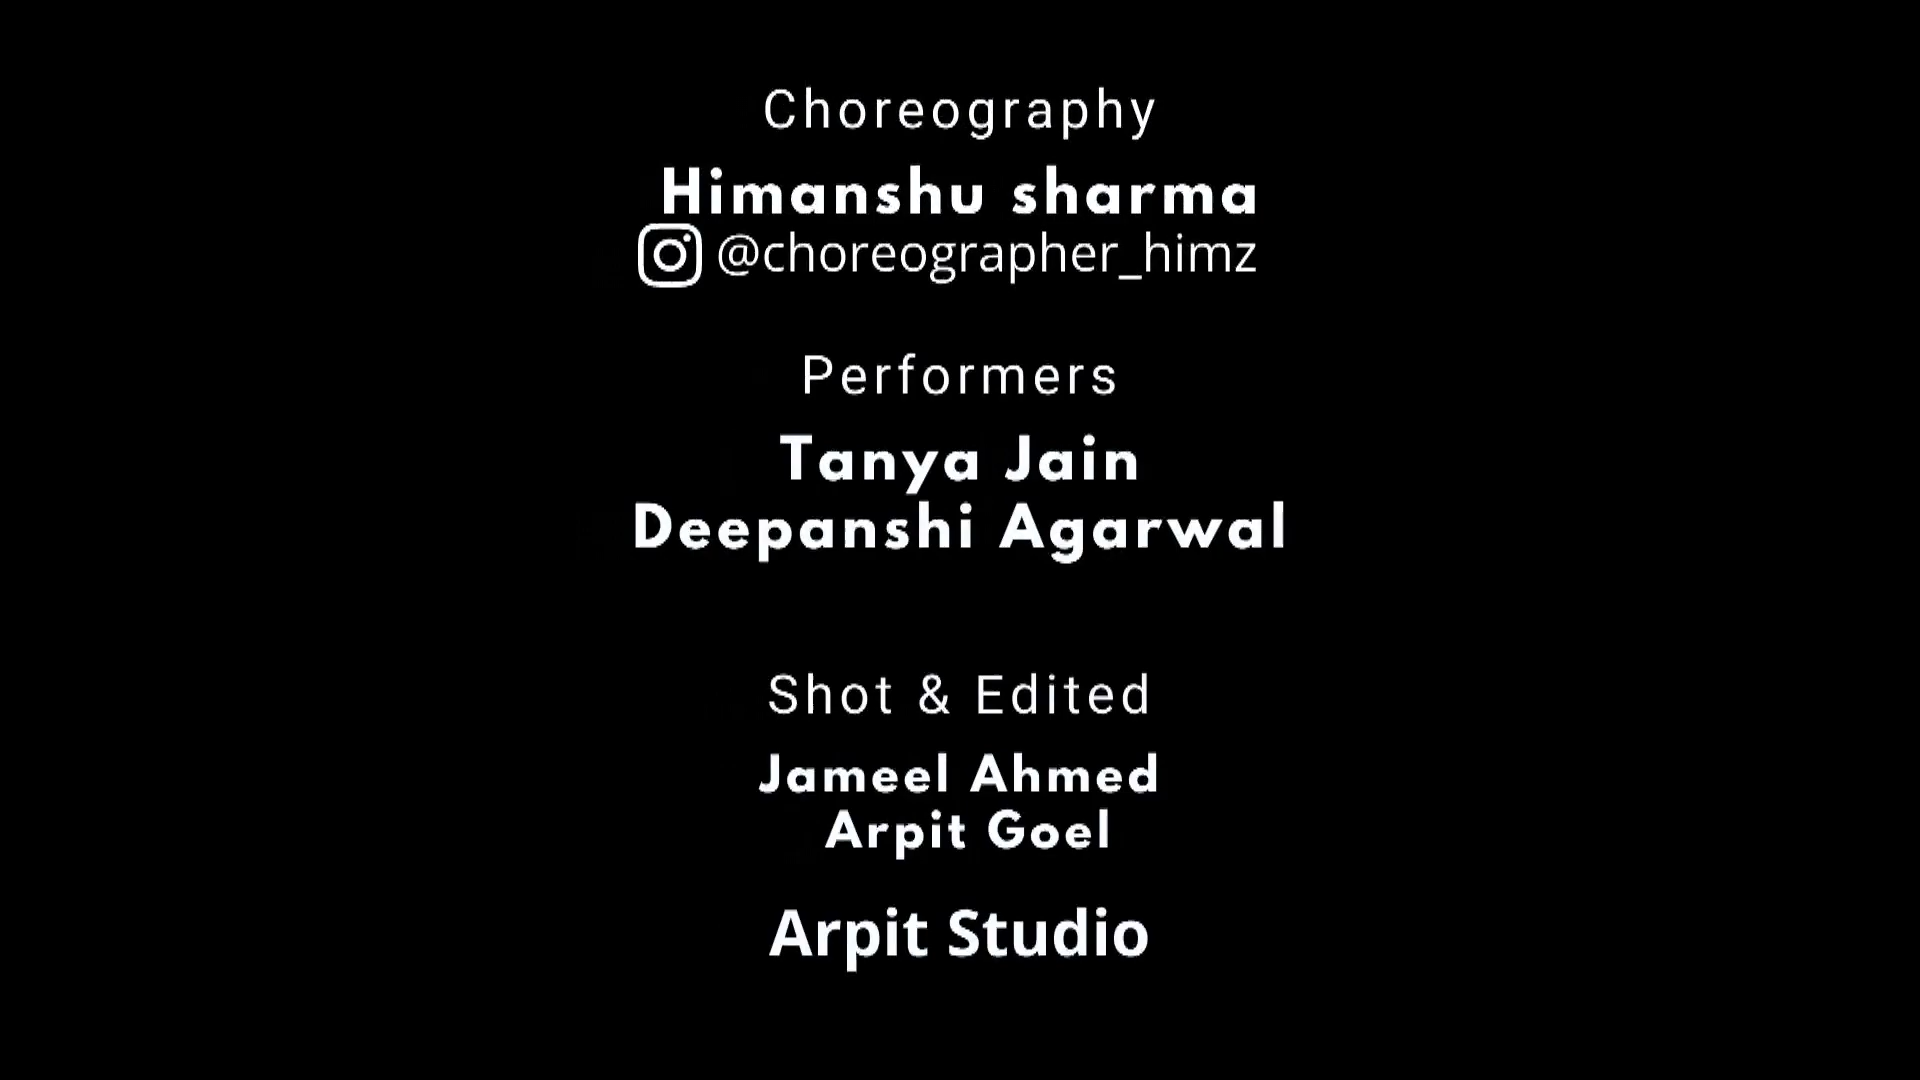 Choreography
Himanshu sharma
@choreographer_himz
Performers
Tanya Jain
Deepanshi Agarwal
Shot & Edited
Jameel Ahmed
Arpit Goel
Arpit Studio